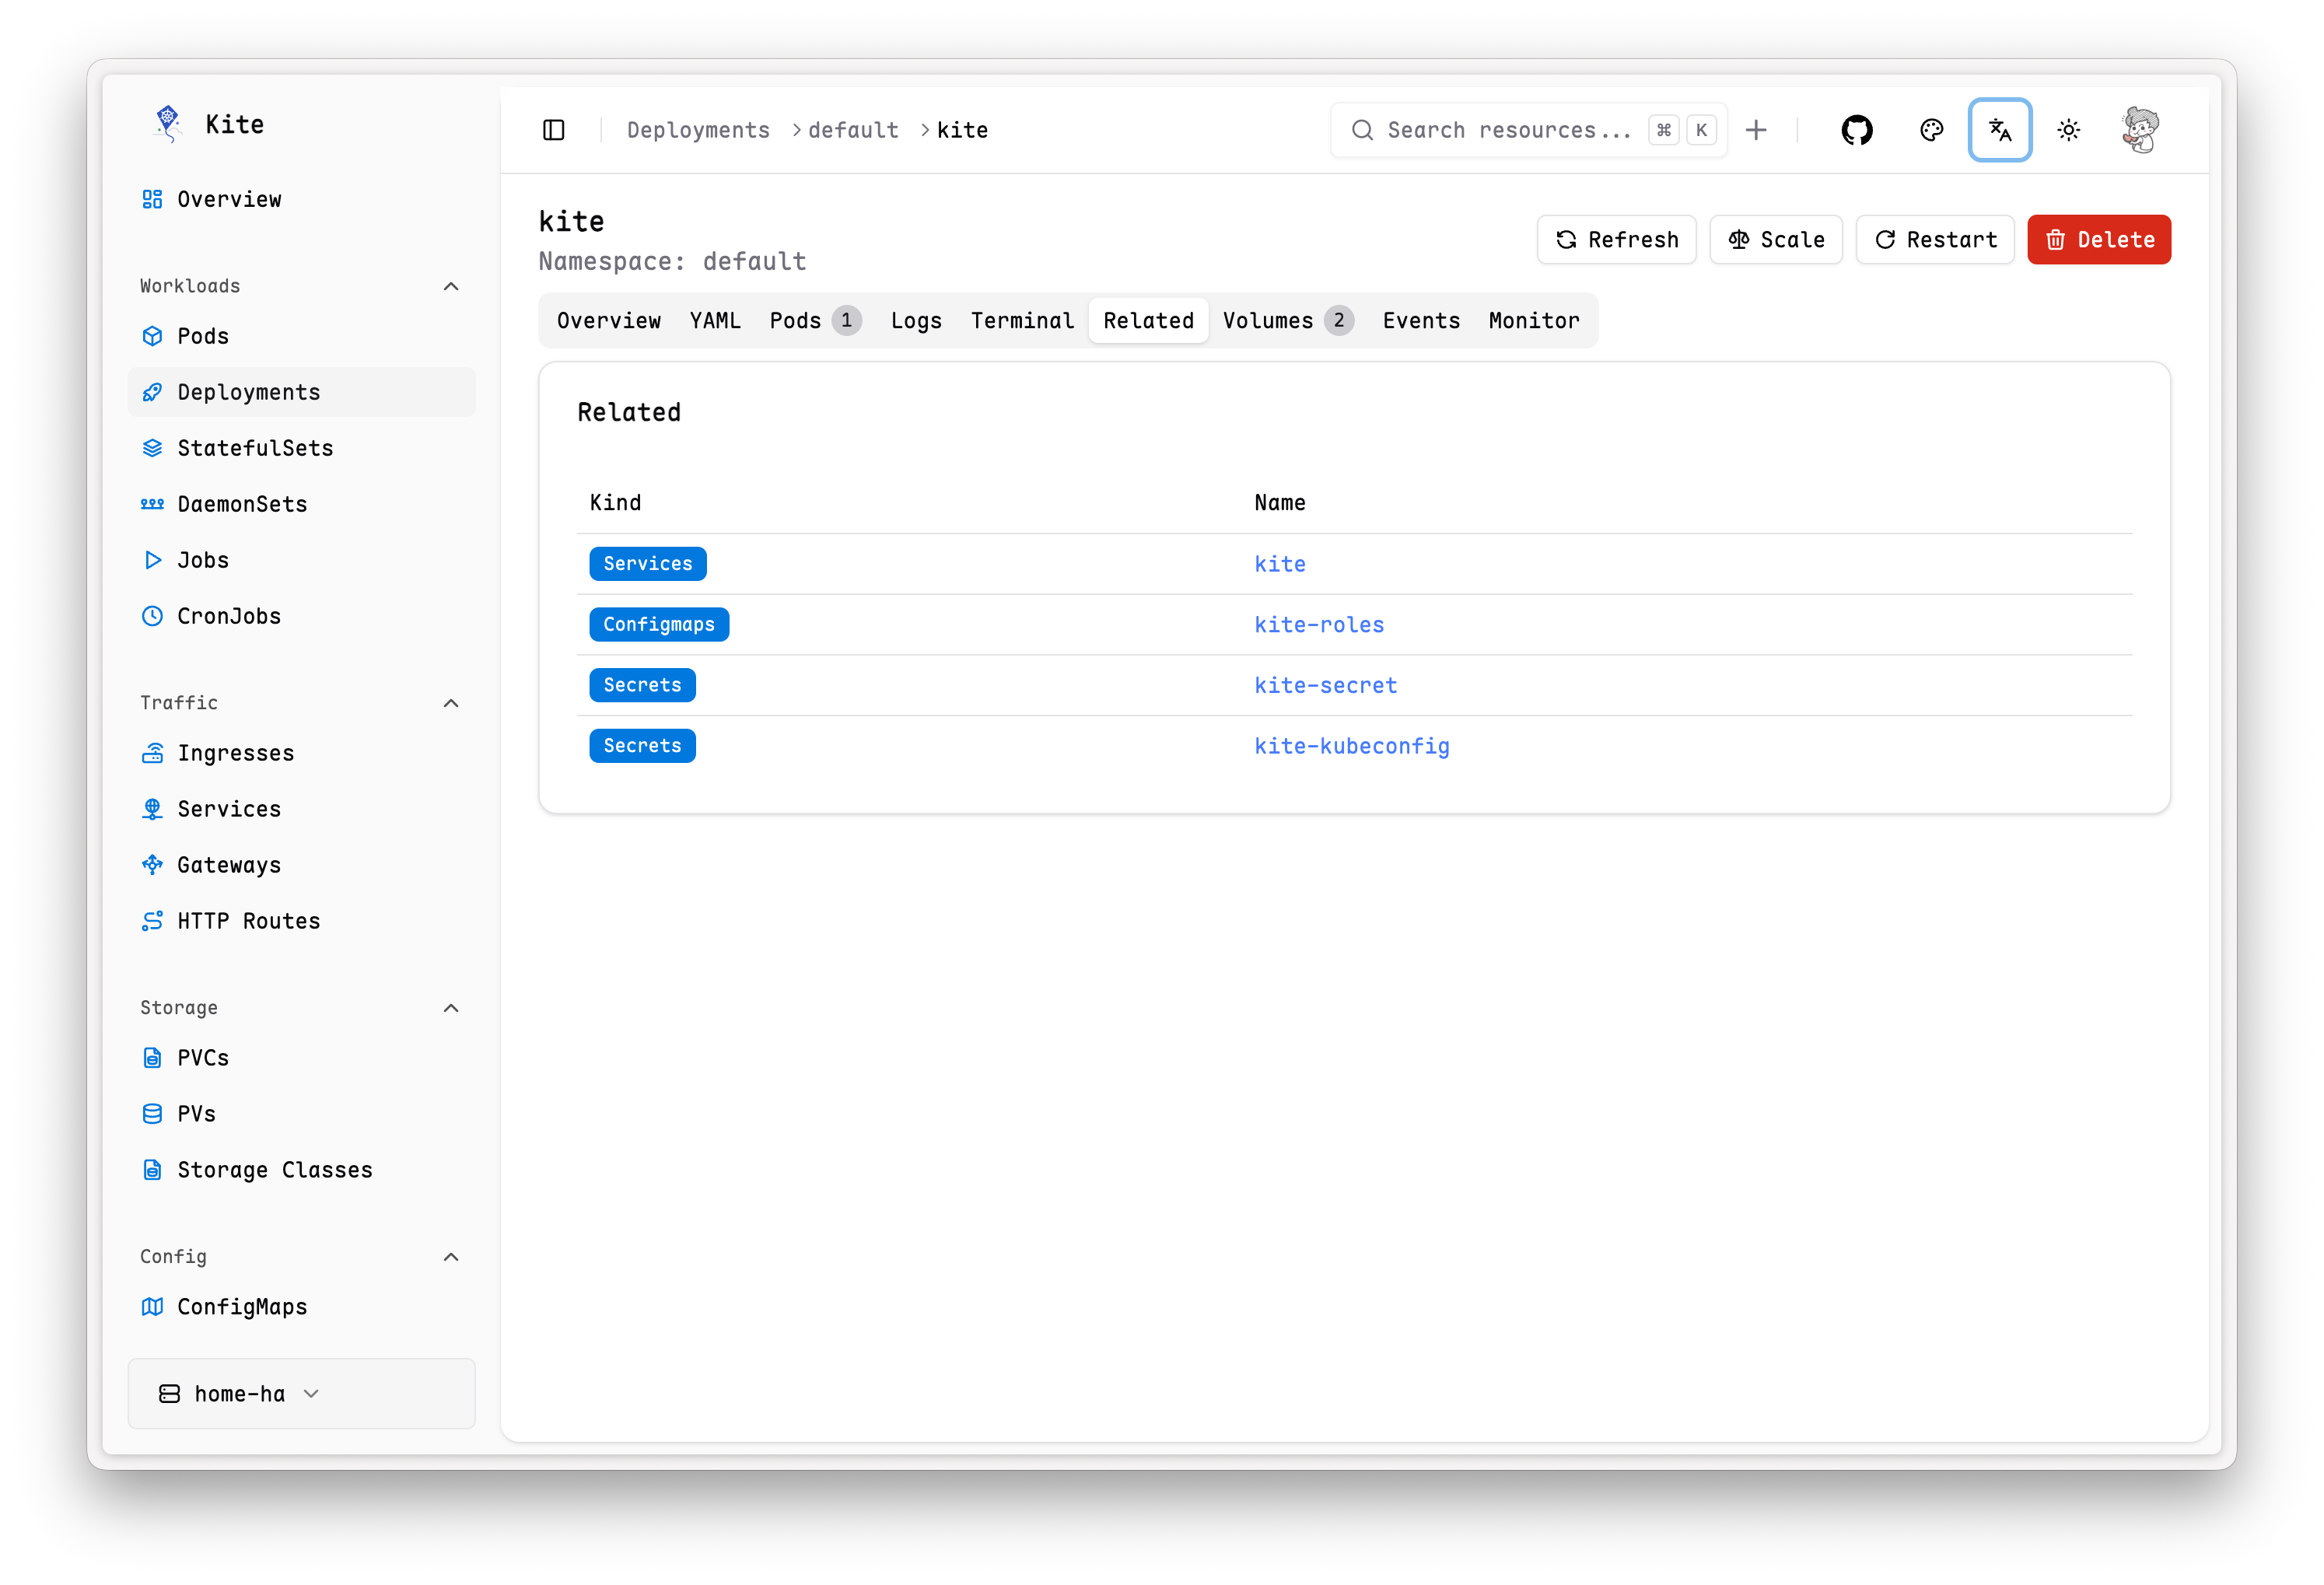 Kite
Overview
Workloads
Pods
Deployments
StatefulSets
DaemonSets
Jobs
CronJobs
Traffic
Ingresses
Services
Gateways
HTTP Routes
Storage
PVCs
PVs
Storage Classes
Config
ConfigMaps
home-ha
Deployments > default > kite
Search resources... ⌘ K
kite
Namespace: default
Refresh Scale Restart Delete
Overview YAML Pods 1 Logs Terminal Related Volumes 2 Events Monitor
Related
Kind Name
Services kite
Configmaps kite-roles
Secrets kite-secret
Secrets kite-kubeconfig